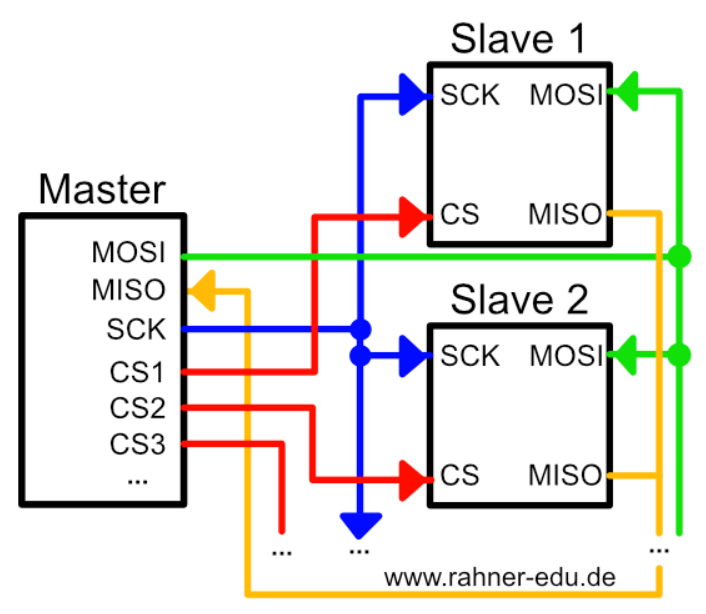 Slave 1
SCK MOSI
CS MISO
Master
MOSI
MISO
SCK
CS1
CS2
CS3
...
Slave 2
SCK MOSI
CS MISO
... ... ...
www.rahner-edu.de